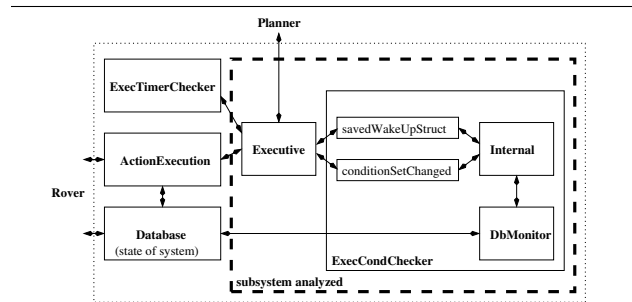 Planner
ExecTimerChecker
savedWakeUpStruct
Executive
Internal
ActionExecution
conditionSetChanged
Rover
Database
(state of system)
DbMonitor
ExecCondChecker
subsystem analyzed